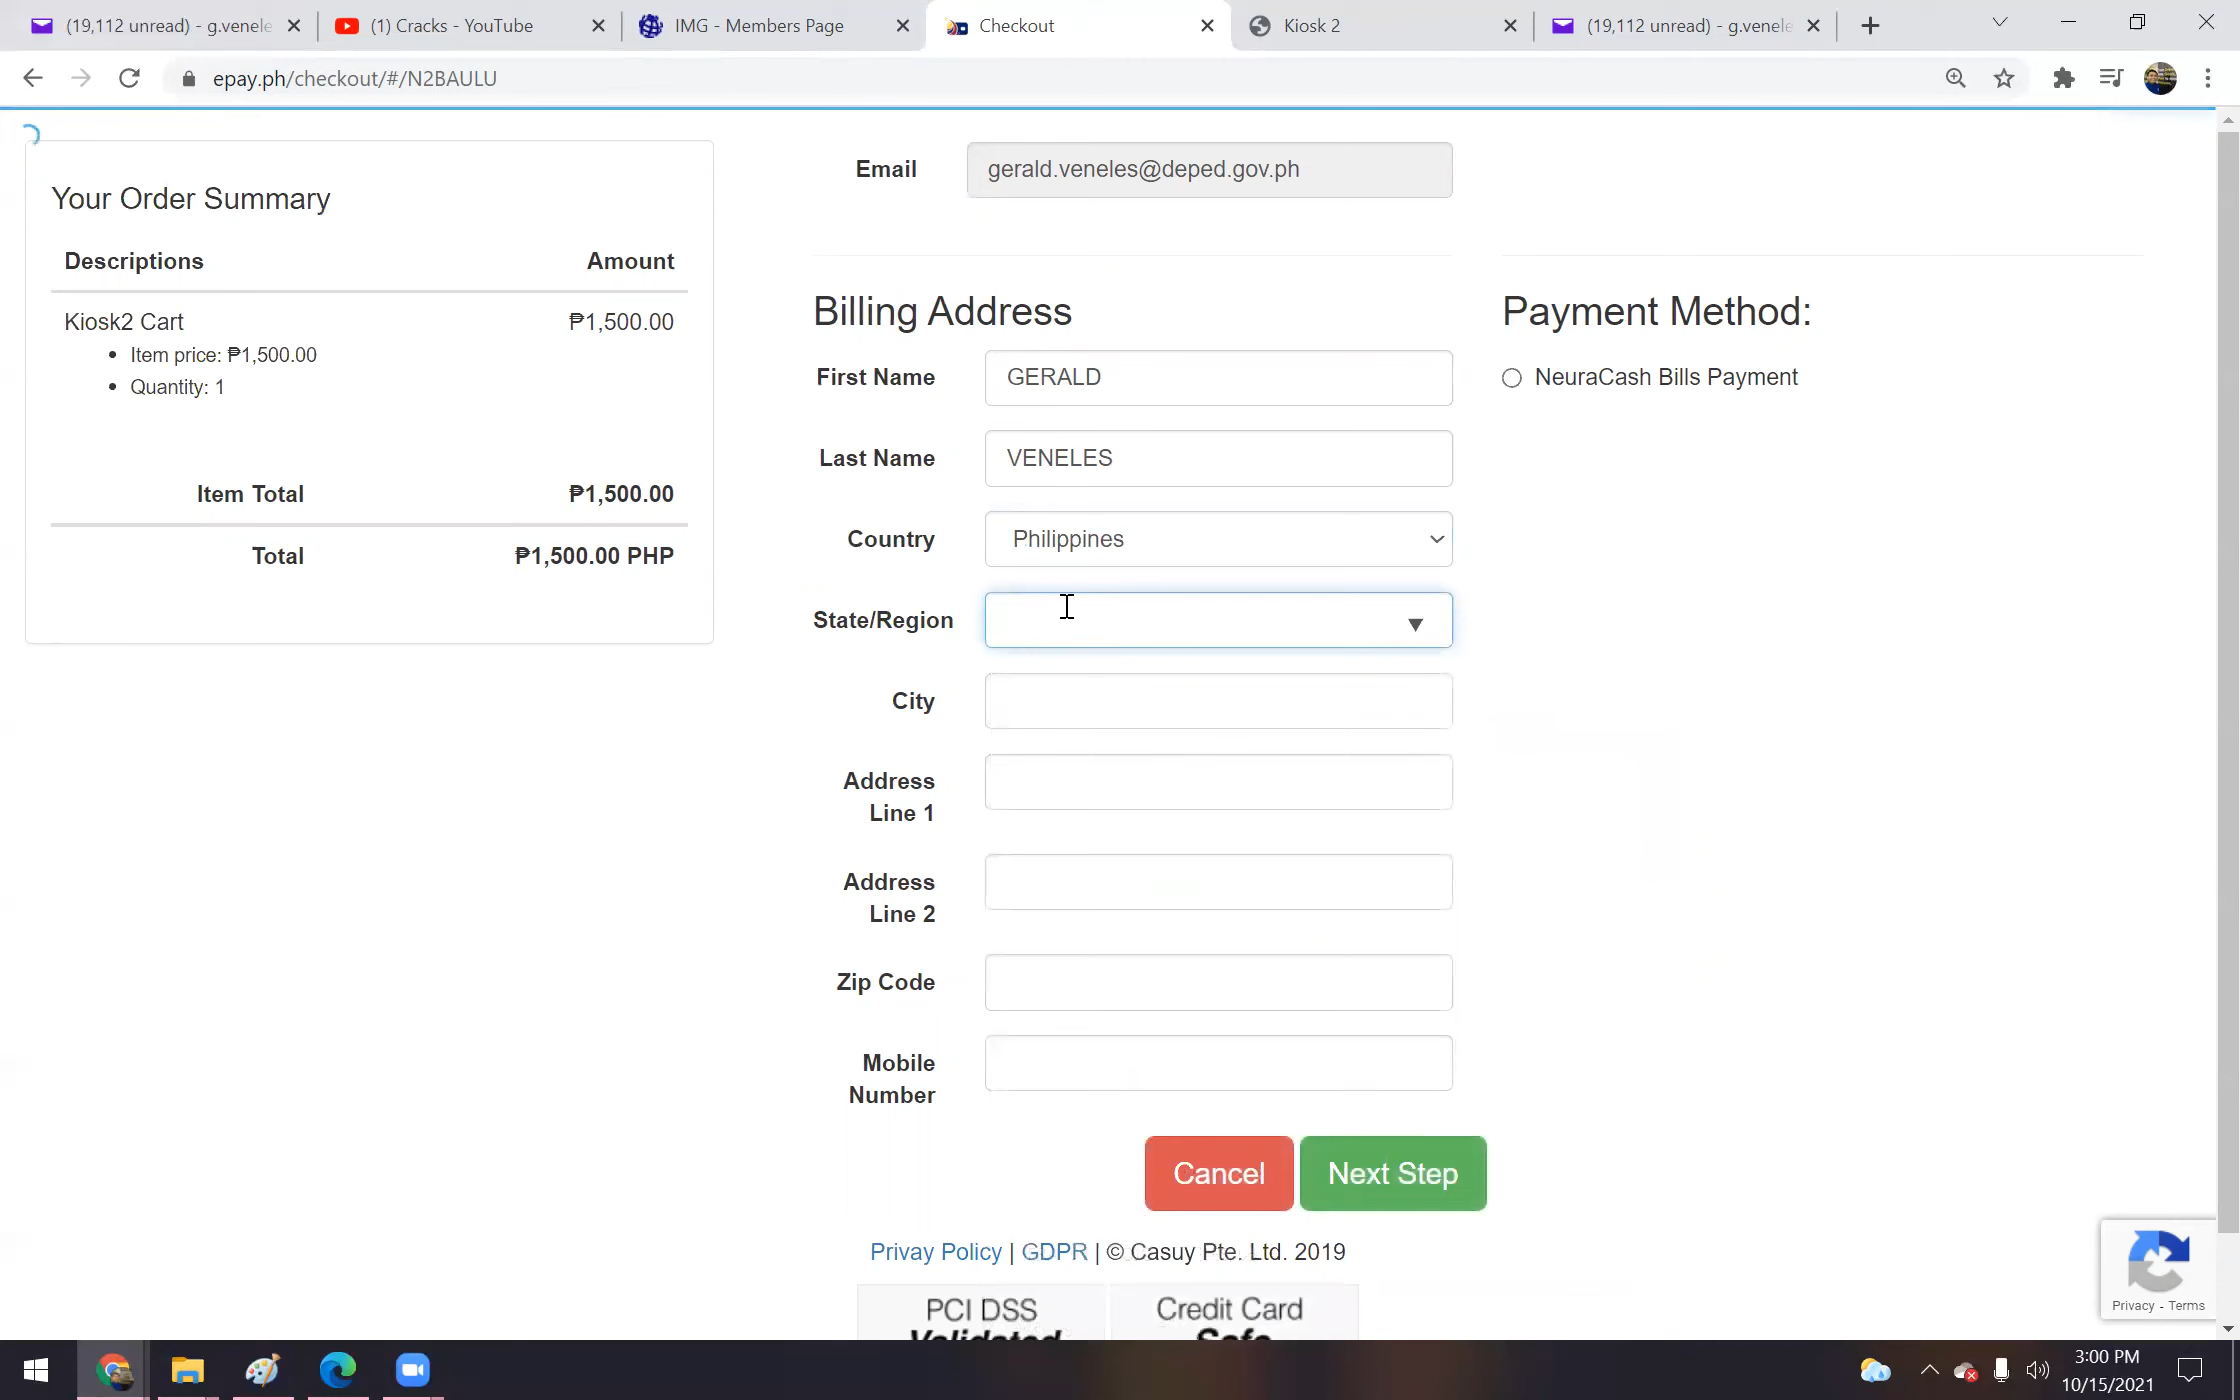 (19,112 unread) - g.venele
(1) Cracks - YouTube
IMG - Members Page
Checkout
Kiosk 2
(19,112 unread) - g.venele
epay.ph/checkout/#/N2BAULU
Your Order Summary
Descriptions Amount
Kiosk2 Cart ₱1,500.00
• Item price: ₱1,500.00
• Quantity: 1
Item Total ₱1,500.00
Total ₱1,500.00 PHP
Email gerald.veneles@deped.gov.ph
Billing Address
First Name GERALD
Last Name VENELES
Country Philippines
State/Region
City
Address
Line 1
Address
Line 2
Zip Code
Mobile
Number
Payment Method:
NeuraCash Bills Payment
Cancel Next Step
Privay Policy | GDPR | © Casuy Pte. Ltd. 2019
PCI DSS
Validated
Credit Card
Safe
Privacy - Terms
3:00 PM
10/15/2021